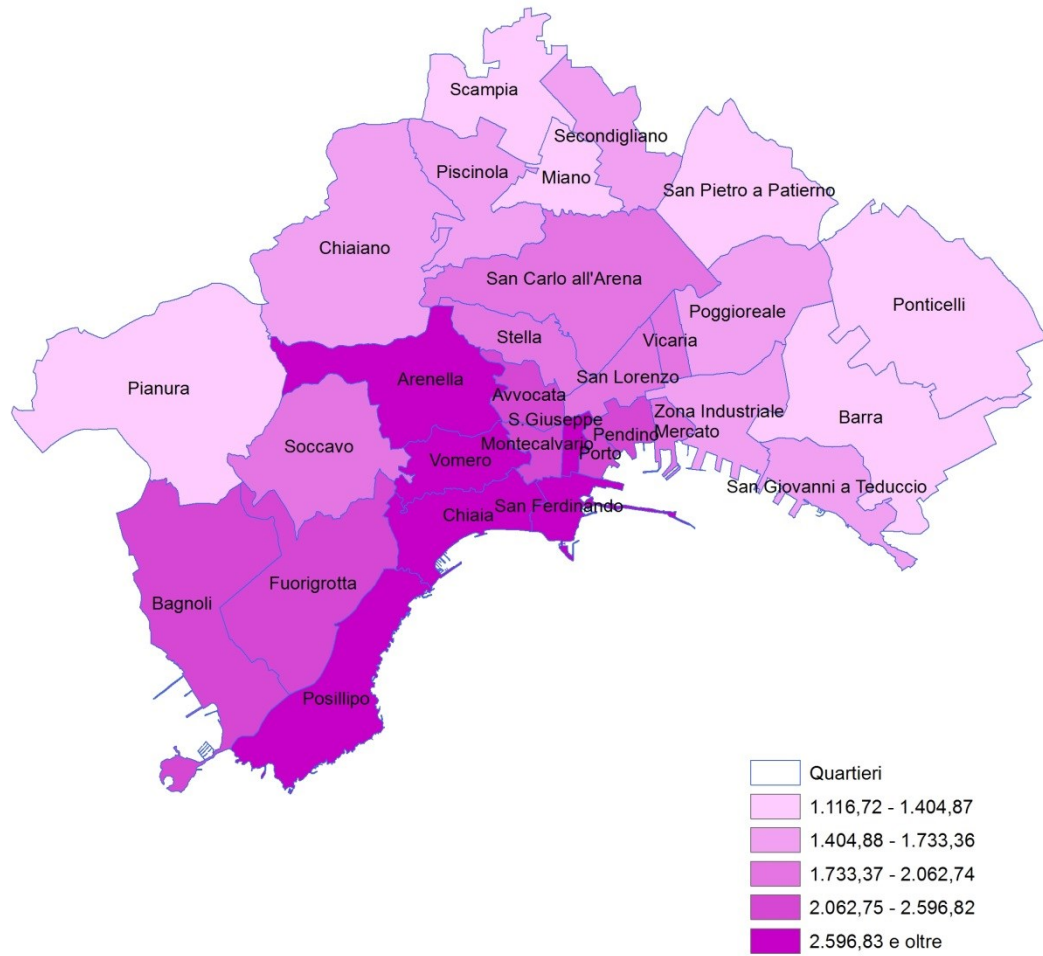 Scampia
Secondigliano
Piscinola
Miano
San Pietro a Patierno
Chiaiano
San Carlo all'Arena
Ponticelli
Poggioreale
Stella
Vicaria
Pianura
Arenella
San Lorenzo
Avvocata
Zona Industriale
Barra
S.Giuseppe
Soccavo
Montecalvario
Pendino
Mercato
Vomero
Porto
San Giovanni a Teduccio
Chiaia
San Ferdinando
Fuorigrotta
Bagnoli
Posillipo
Quartieri
1.116,72 - 1.404,87
1.404,88 - 1.733,36
1.733,37 - 2.062,74
2.062,75 - 2.596,82
2.596,83 e oltre